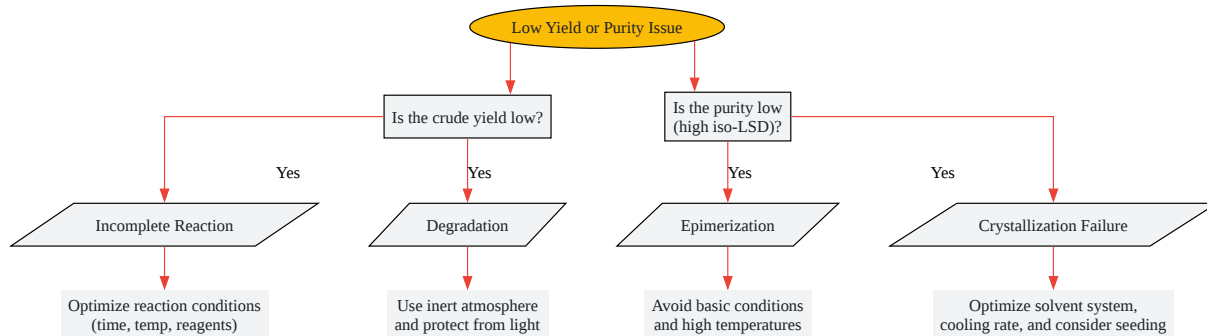 Low Yield or Purity Issue
Is the crude yield low?
Is the purity low
(high iso-LSD)?
Yes
Yes
Yes
Yes
Incomplete Reaction
Degradation
Epimerization
Crystallization Failure
Optimize reaction conditions
(time, temp, reagents)
Use inert atmosphere
and protect from light
Avoid basic conditions
and high temperatures
Optimize solvent system,
cooling rate, and consider seeding